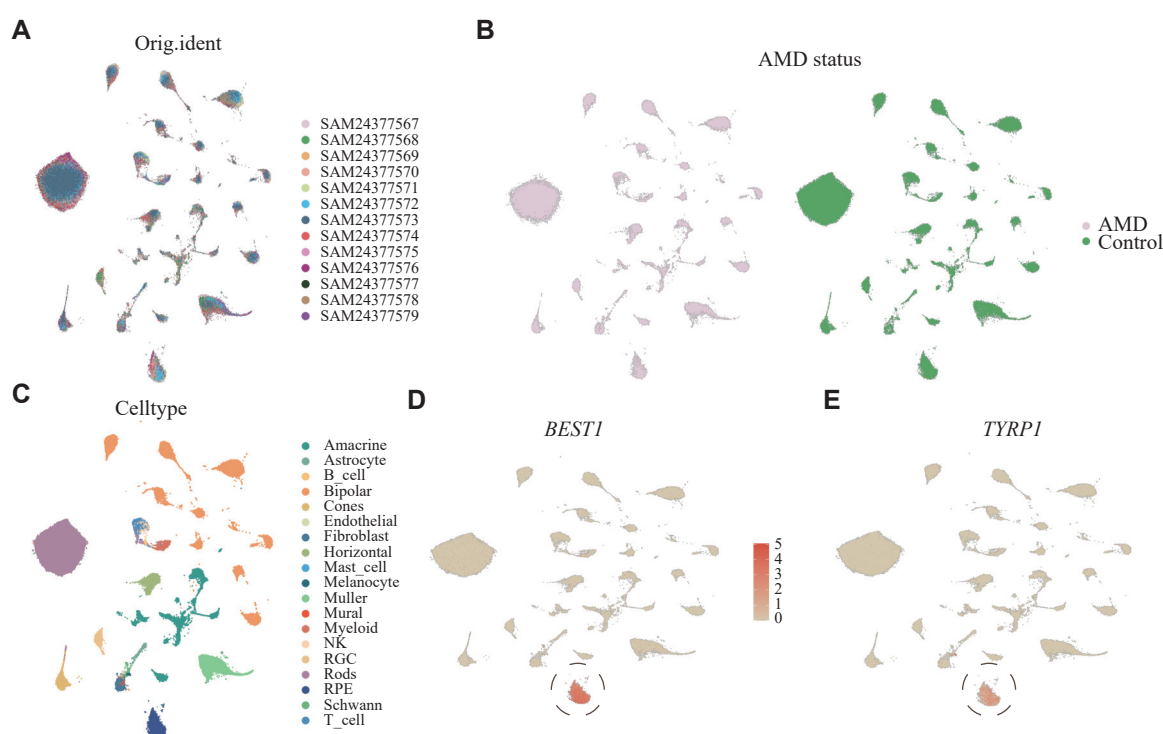 A
Orig.ident
SAM24377567
SAM24377568
SAM24377569
SAM24377570
SAM24377571
SAM24377572
SAM24377573
SAM24377574
SAM24377575
SAM24377576
SAM24377577
SAM24377578
SAM24377579
B
AMD status
AMD
Control
C
Celltype
Amacrine
Astrocyte
B_cell
Bipolar
Cones
Endothelial
Fibroblast
Horizontal
Mast_cell
Melanocyte
Muller
Mural
Myeloid
NK
RGC
Rods
RPE
Schwann
T_cell
D
BEST1
5
4
3
2
1
0
E
TYRP1